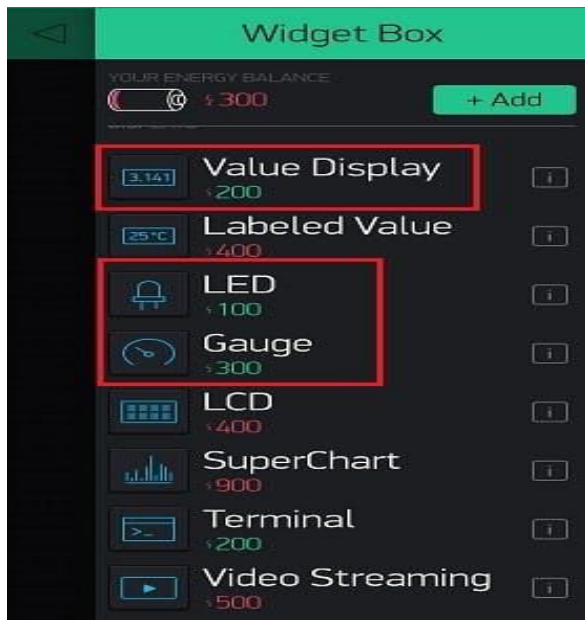 Widget Box
YOUR ENERGY BALANCE
300
+ Add
3.141
Value Display
200
25°C
Labeled Value
400
LED
100
Gauge
300
LCD
400
SuperChart
900
Terminal
200
Video Streaming
500